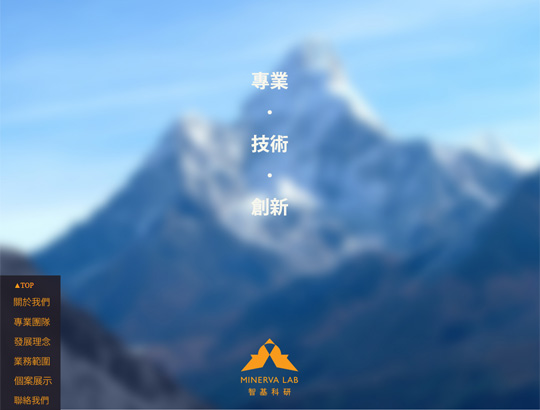 專業
•
技術
•
創新
▲TOP
關於我們
專業團隊
發展理念
業務範圍
個案展示
聯絡我們
MINERVA LAB
智基科研